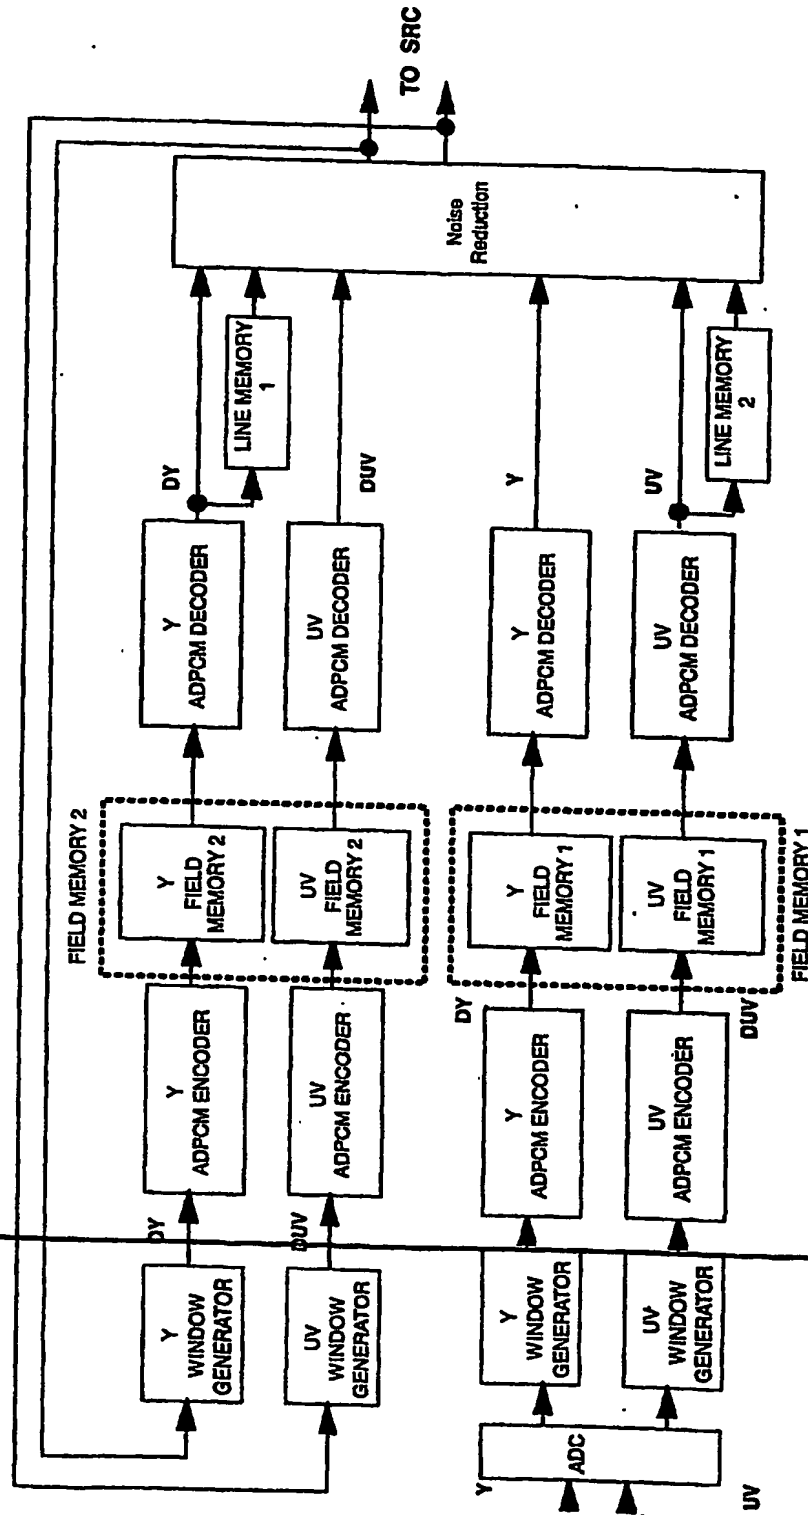 TO SRC
Noise
Reduction
LINE MEMORY
1
DY
DUV
Y
UV
LINE MEMORY
2
Y
ADPCM DECODER
UV
ADPCM DECODER
Y
ADPCM DECODER
UV
ADPCM DECODER
FIELD MEMORY 2
Y
FIELD
MEMORY 2
UV
FIELD
MEMORY 2
Y
FIELD
MEMORY 1
UV
FIELD
MEMORY 1
FIELD MEMORY 1
DY
DUV
Y
ADPCM ENCODER
UV
ADPCM ENCODER
Y
ADPCM ENCODER
UV
ADPCM ENCODER
DY
DUV
Y
WINDOW
GENERATOR
UV
WINDOW
GENERATOR
Y
WINDOW
GENERATOR
UV
WINDOW
GENERATOR
ADC
Y
UV